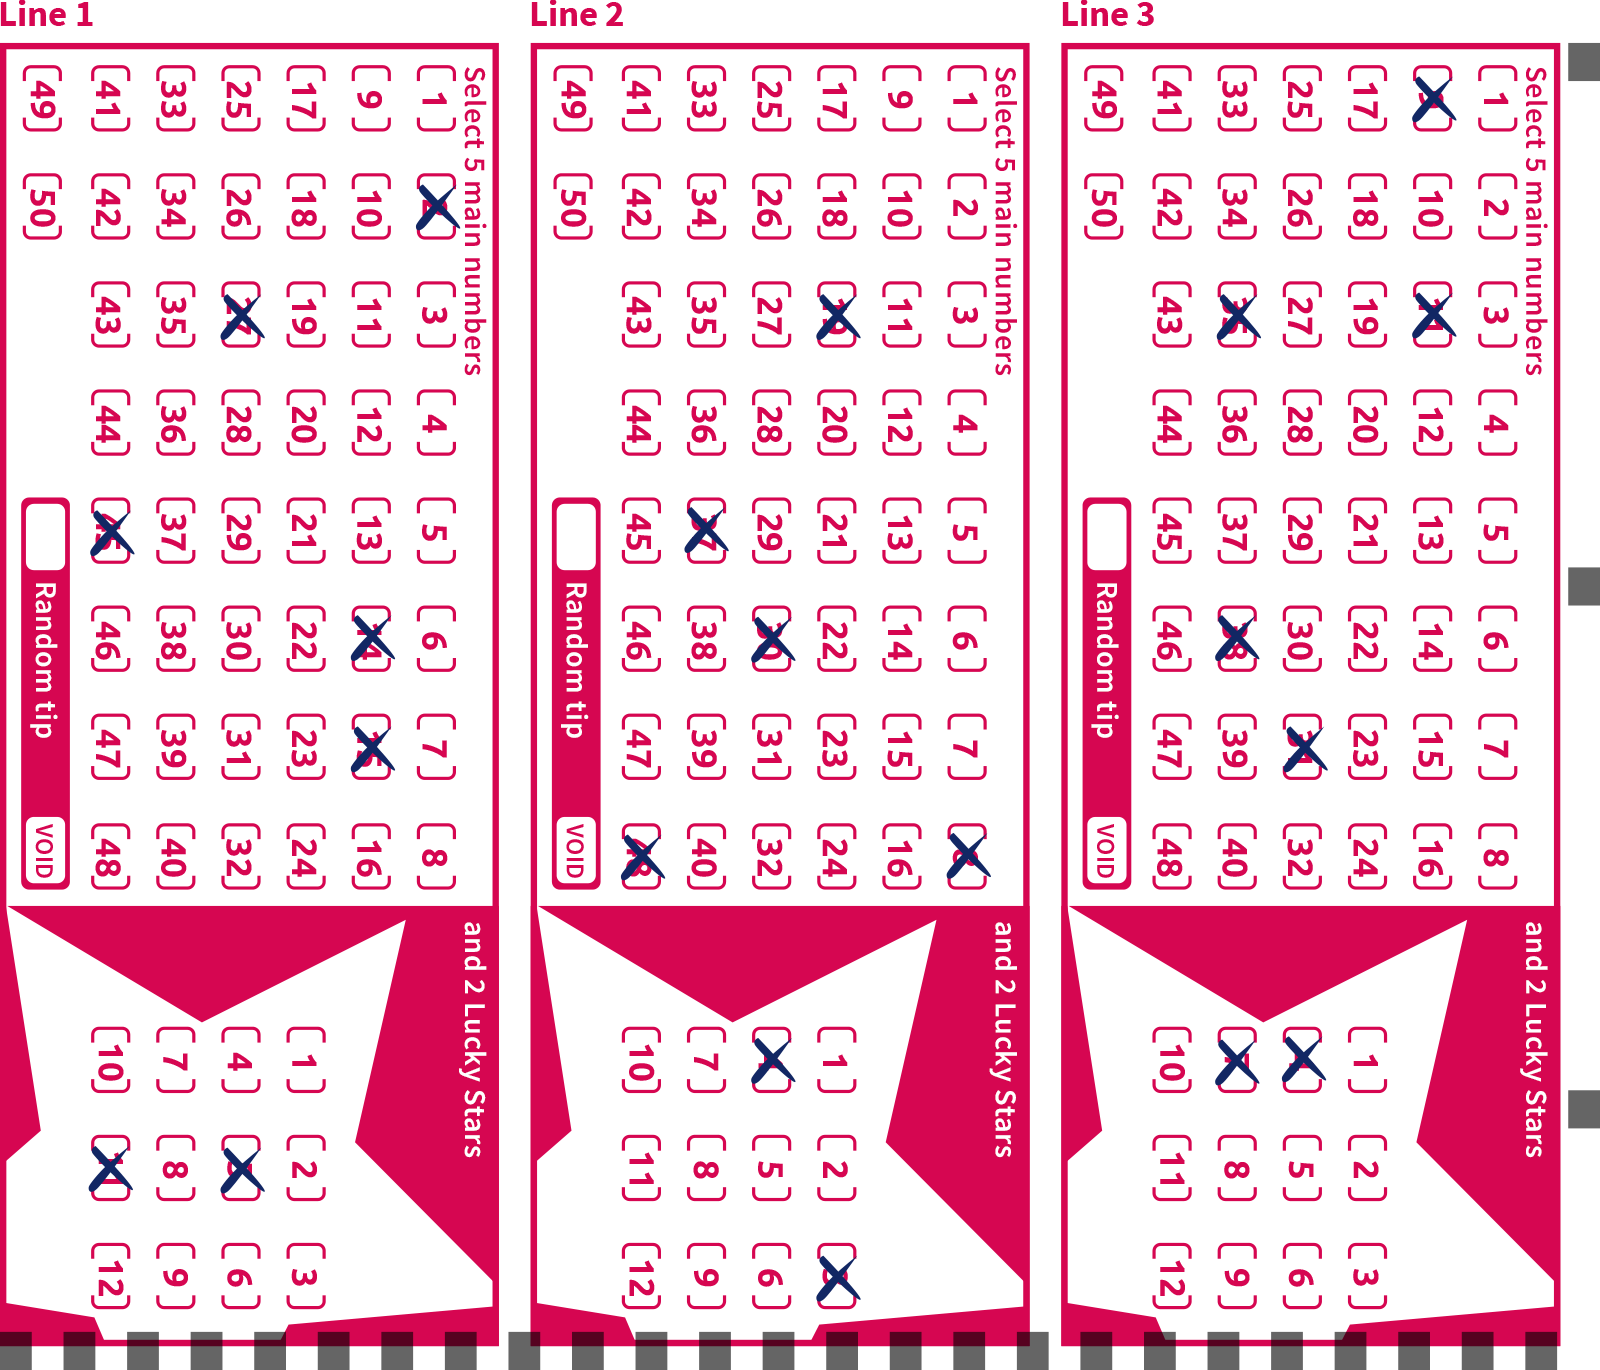 Line 1
Select 5 main numbers
1 2 3 4 5 6 7 8
9 10 11 12 13 14 15 16
17 18 19 20 21 22 23 24
25 26 27 28 29 30 31 32
33 34 35 36 37 38 39 40
41 42 43 44 45 46 47 48
49 50
Random tip VOID
and 2 Lucky Stars
1 2 3
4 5 6
7 8 9
10 11 12
Line 2
Select 5 main numbers
1 2 3 4 5 6 7 8
9 10 11 12 13 14 15 16
17 18 19 20 21 22 23 24
25 26 27 28 29 30 31 32
33 34 35 36 37 38 39 40
41 42 43 44 45 46 47 48
49 50
Random tip VOID
and 2 Lucky Stars
1 2 3
4 5 6
7 8 9
10 11 12
Line 3
Select 5 main numbers
1 2 3 4 5 6 7 8
9 10 11 12 13 14 15 16
17 18 19 20 21 22 23 24
25 26 27 28 29 30 31 32
33 34 35 36 37 38 39 40
41 42 43 44 45 46 47 48
49 50
Random tip VOID
and 2 Lucky Stars
1 2 3
4 5 6
7 8 9
10 11 12